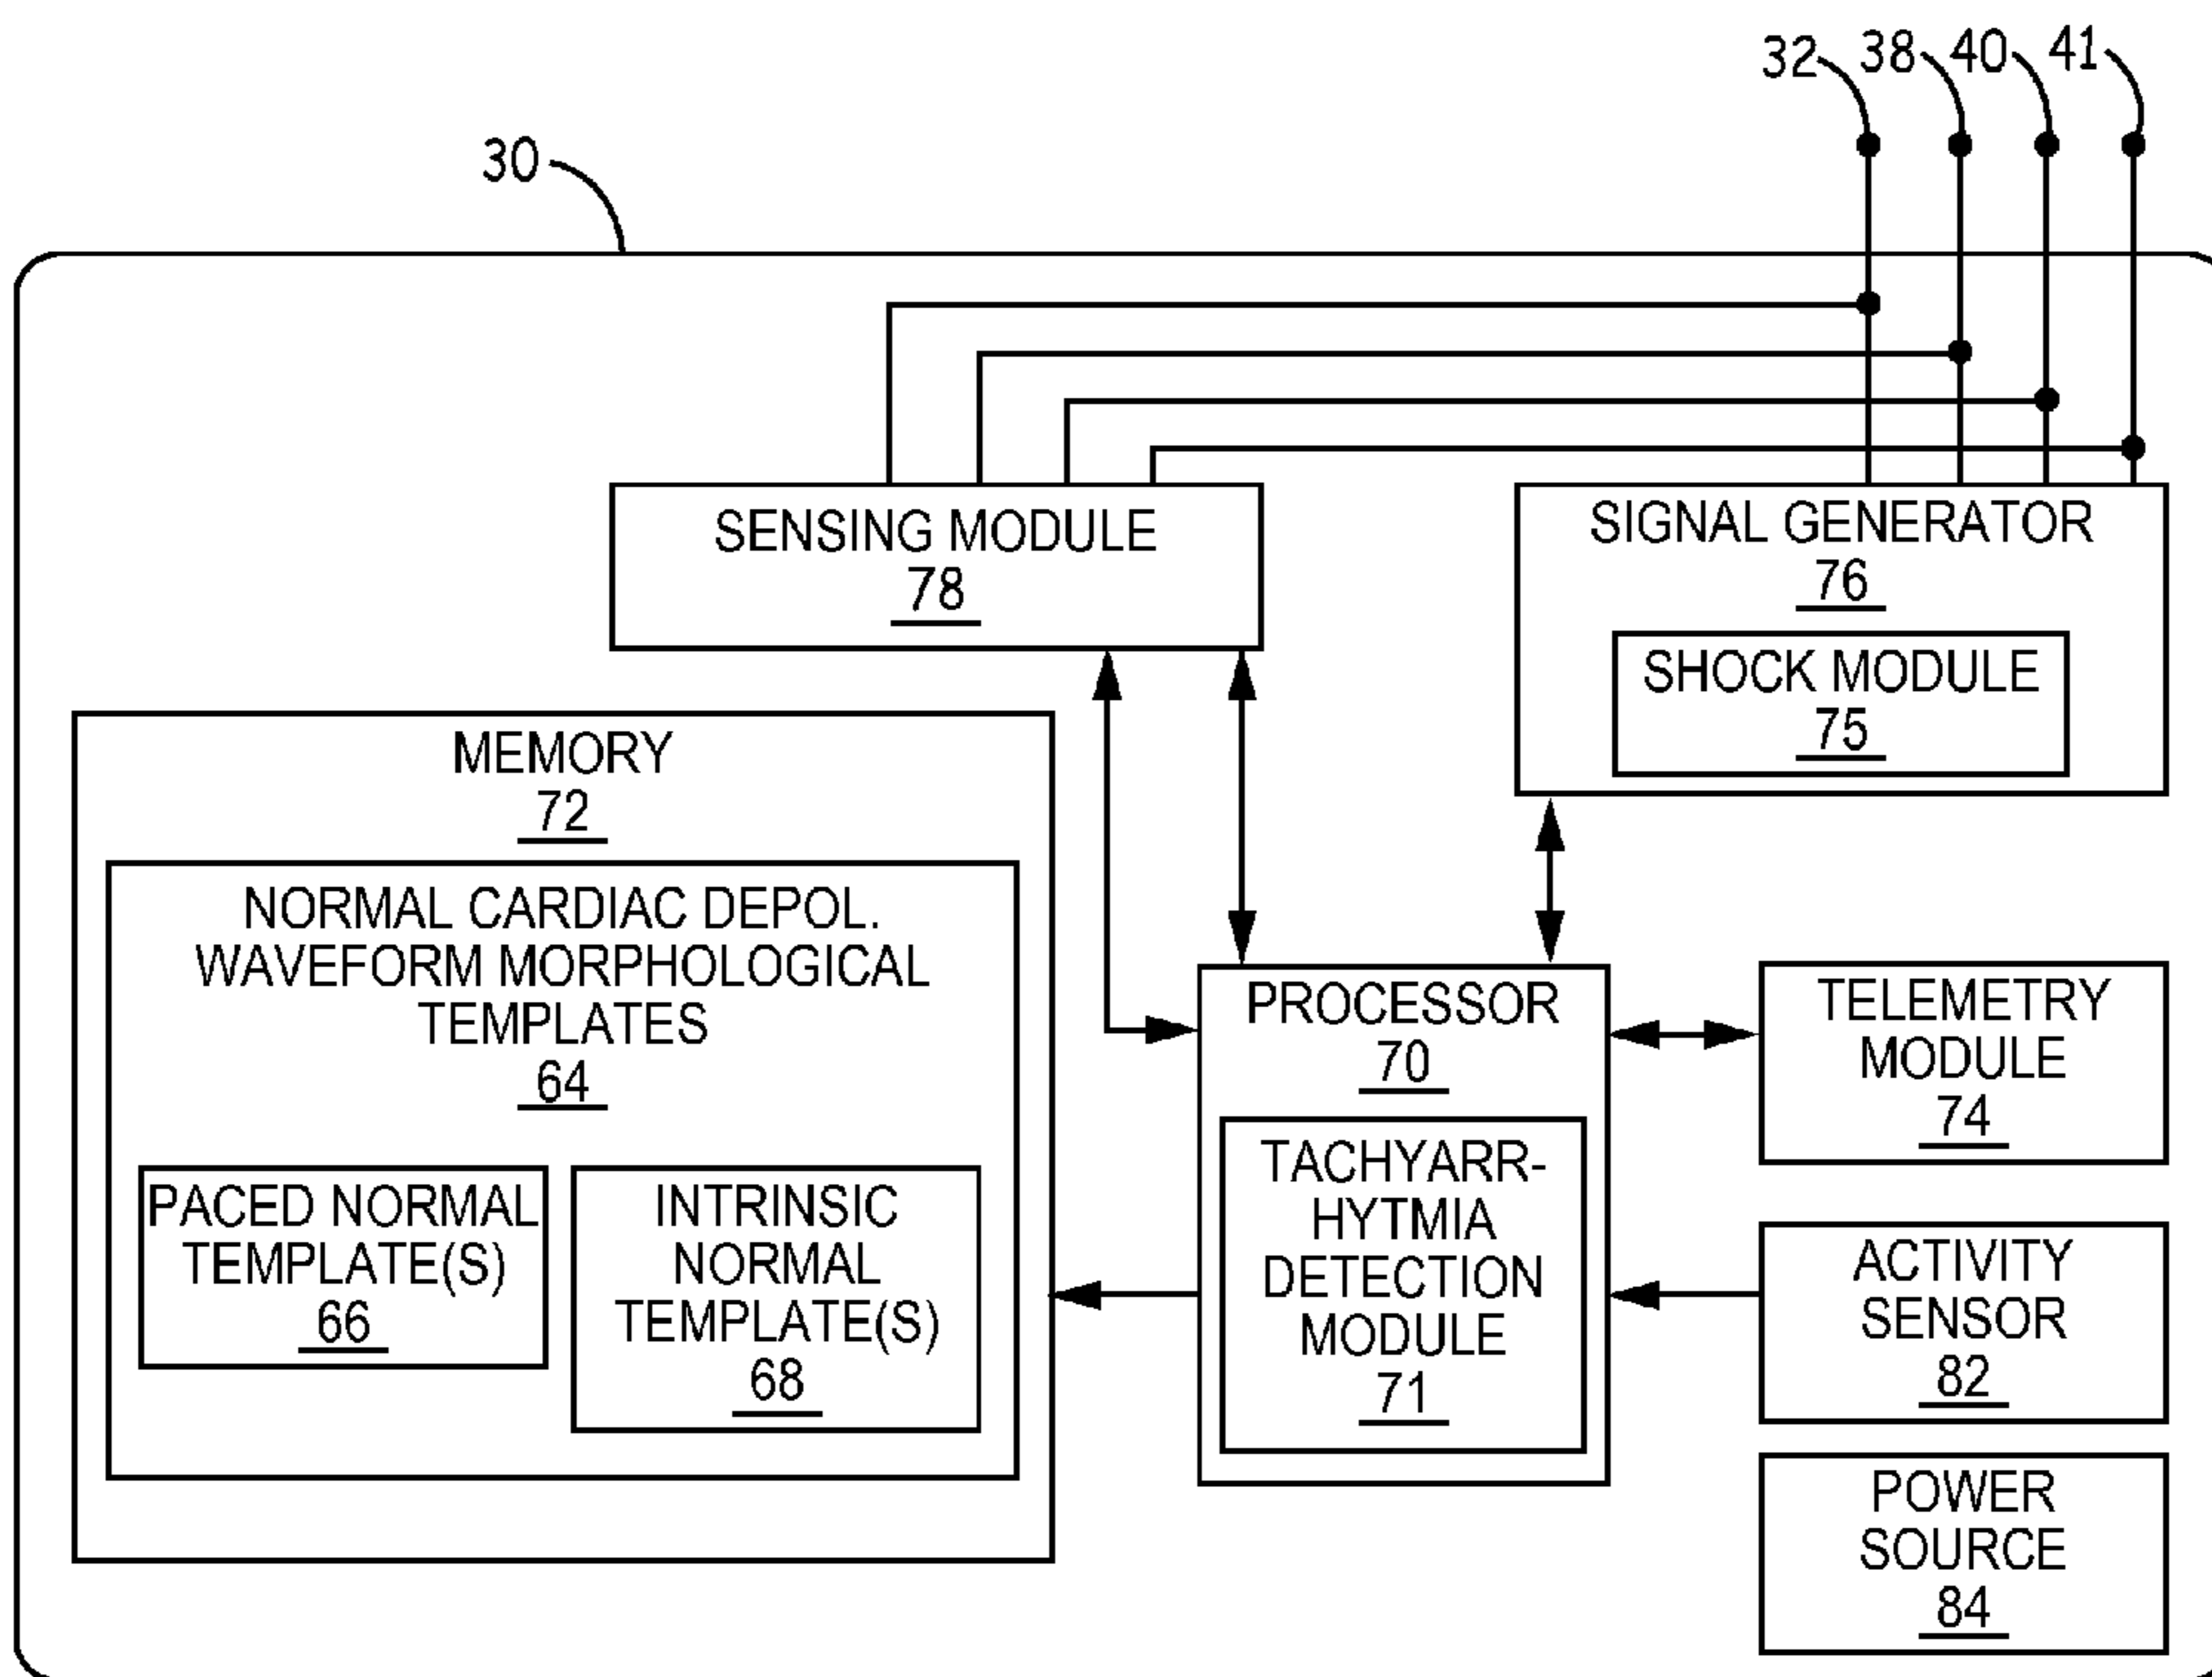 32 38 40 41
30
SENSING MODULE
78
SIGNAL GENERATOR
76
SHOCK MODULE
75
MEMORY
72
NORMAL CARDIAC DEPOL.
WAVEFORM MORPHOLOGICAL
TEMPLATES
64
PACED NORMAL
TEMPLATE(S)
66
INTRINSIC
NORMAL
TEMPLATE(S)
68
PROCESSOR
70
TACHYARR-
HYTMIA
DETECTION
MODULE
71
TELEMETRY
MODULE
74
ACTIVITY
SENSOR
82
POWER
SOURCE
84